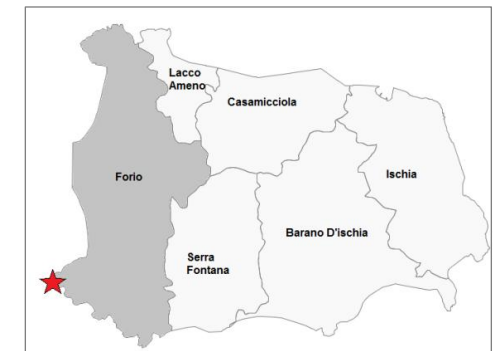 Lacco
Ameno
Casamicciola
Forio
Ischia
Barano D'ischia
Serra
Fontana